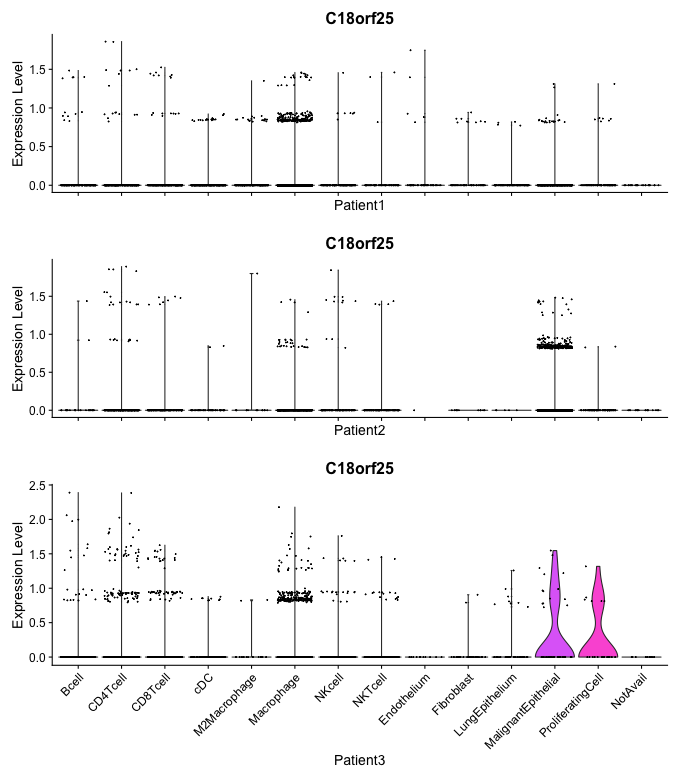 C18orf25
Expression Level
1.5
1.0
0.5
0.0
Patient1
C18orf25
Expression Level
1.5
1.0
0.5
0.0
Patient2
C18orf25
Expression Level
2.5
2.0
1.5
1.0
0.5
0.0
Bcell
CD4Tcell
CD8Tcell
cDC
M2Macrophage
Macrophage
NKcell
NKTcell
Endothelium
Fibroblast
LungEpithelium
MalignantEpithelial
ProliferatingCell
NotAvail
Patient3